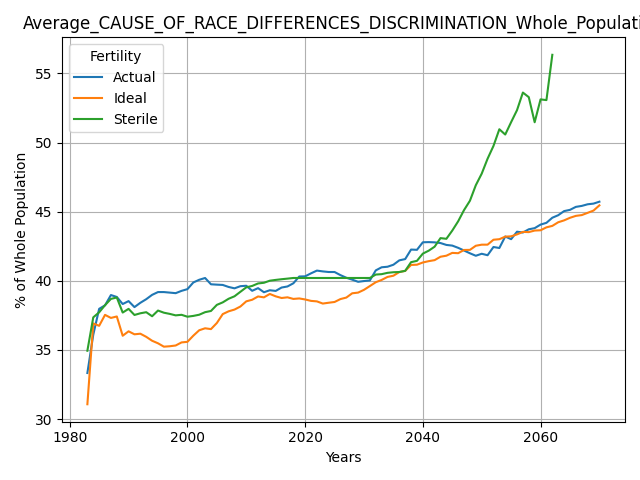 Average_CAUSE_OF_RACE_DIFFERENCES_DISCRIMINATION_Whole_Populati
Fertility
Actual
Ideal
Sterile
% of Whole Population
55
50
45
40
35
30
1980
2000
2020
2040
2060
Years